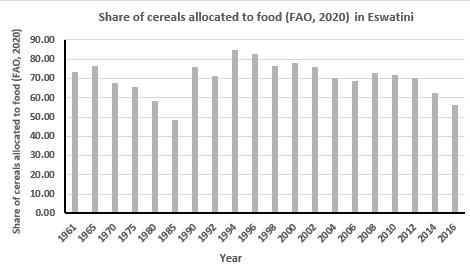 Share of cereals allocated to food (FAO, 2020) in Eswatini
Share of cereals allocated to food (FAO, 2020)
90.00
80.00
70.00
60.00
50.00
40.00
30.00
20.00
10.00
0.00
1961 1965 1970 1975 1980 1985 1990 1992 1994 1996 1998 2000 2002 2004 2006 2008 2010 2012 2014 2016
Year